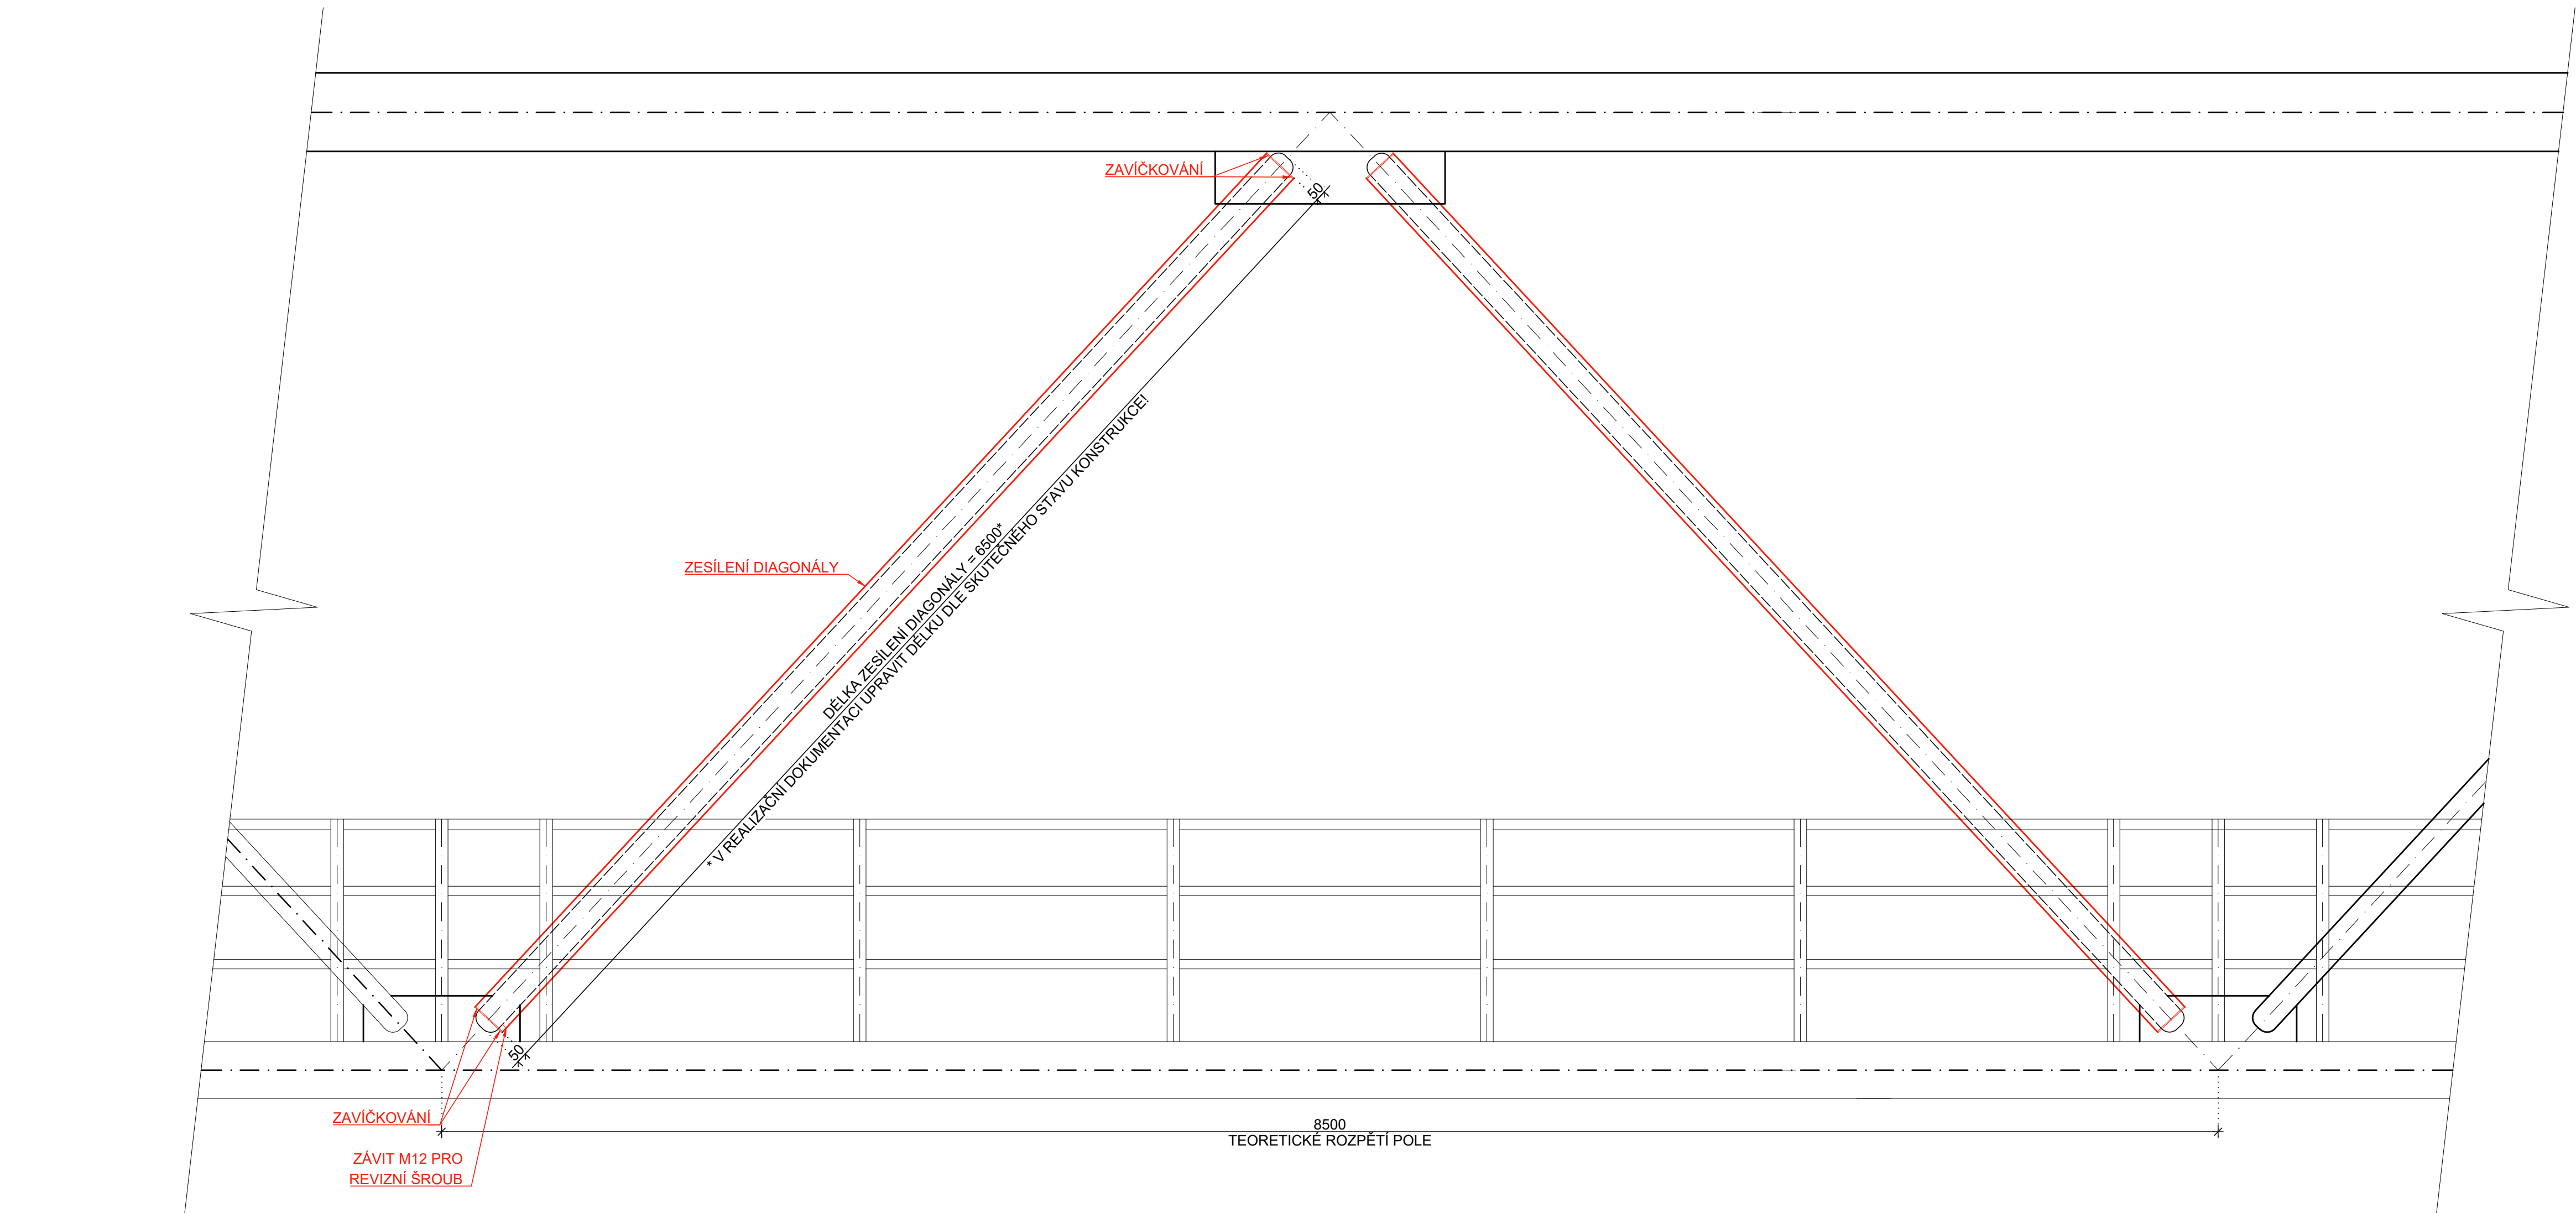 ZAVÍČKOVÁNÍ
50
ZESÍLENÍ DIAGONÁLY
DÉLKA ZESÍLENÍ DIAGONÁLY = 6500*
* V REALIZAČNÍ DOKUMENTACI UPRAVIT DÉLKU DLE SKUTEČNÉHO STAVU KONSTRUKCE!
50
ZAVÍČKOVÁNÍ
8500
TEORETICKÉ ROZPĚTÍ POLE
ZÁVIT M12 PRO
REVIZNÍ ŠROUB